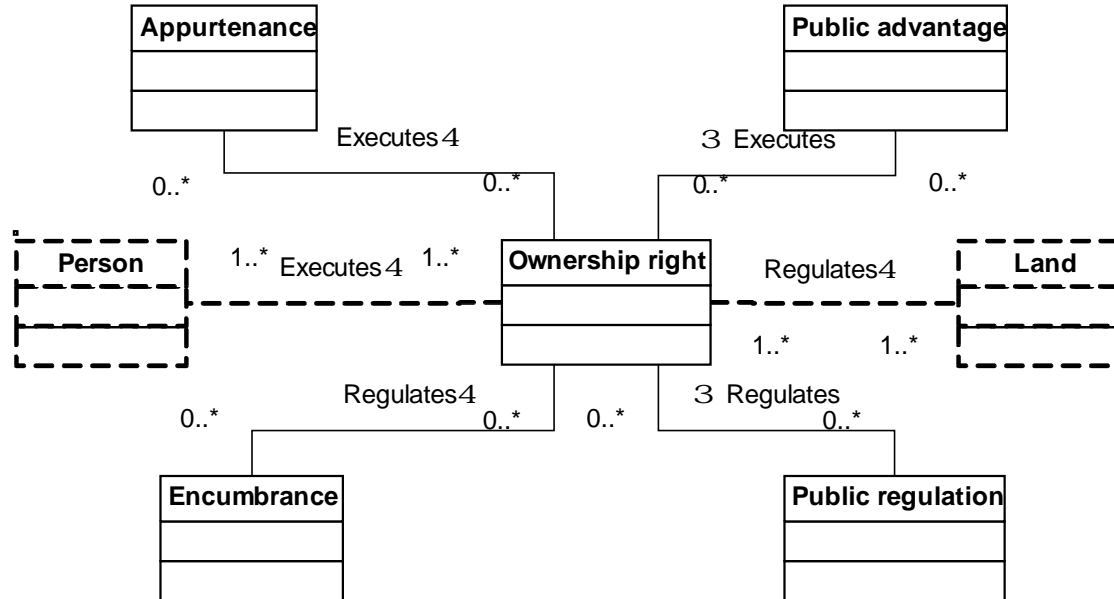 Appurtenance
Public advantage
Executes4
3 Executes
0..*
0..*
0..*
0..*
Person
1..*
Executes4
1..*
Ownership right
Regulates4
Land
1..*
1..*
Regulates4
3 Regulates
0..*
0..*
0..*
0..*
Encumbrance
Public regulation